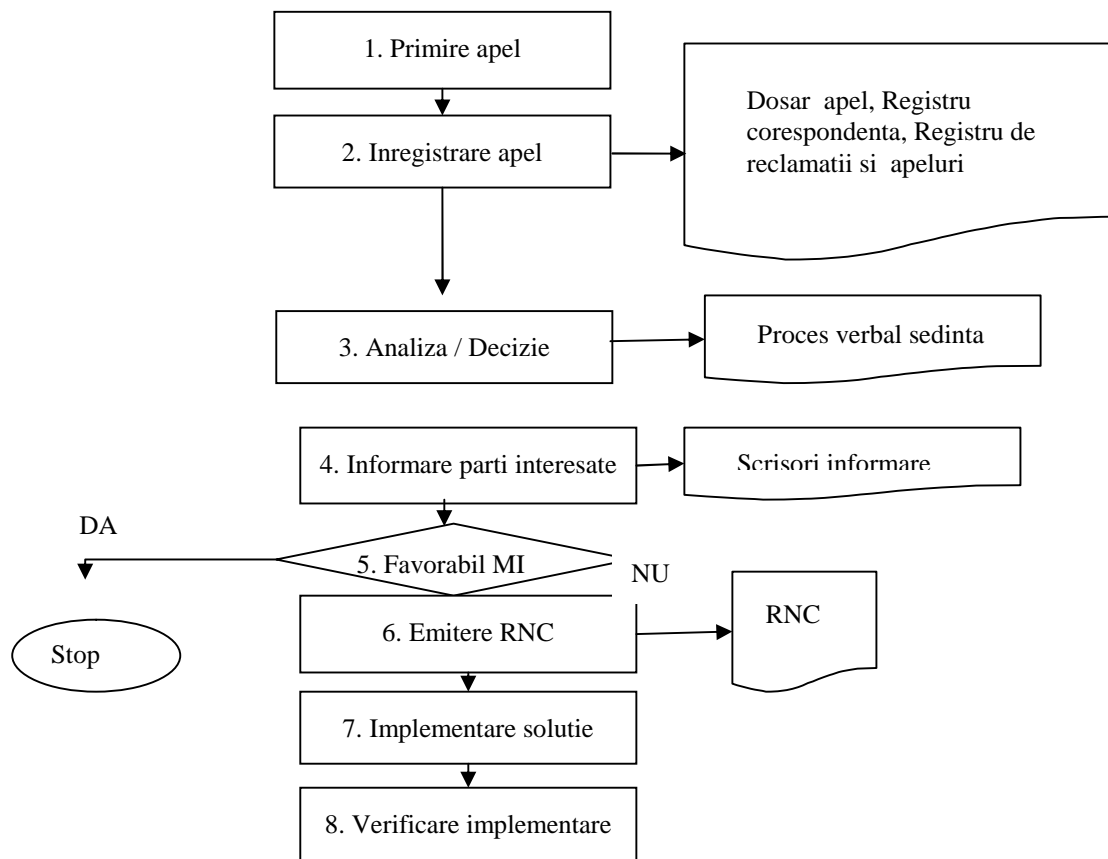 1. Primire apel
Dosar apel, Registru
corespondenta, Registru de
reclamatii si apeluri
2. Inregistrare apel
3. Analiza / Decizie
Proces verbal sedinta
4. Informare parti interesate
Scrisori informare
DA
5. Favorabil MI
NU
Stop
6. Emitere RNC
RNC
7. Implementare solutie
8. Verificare implementare